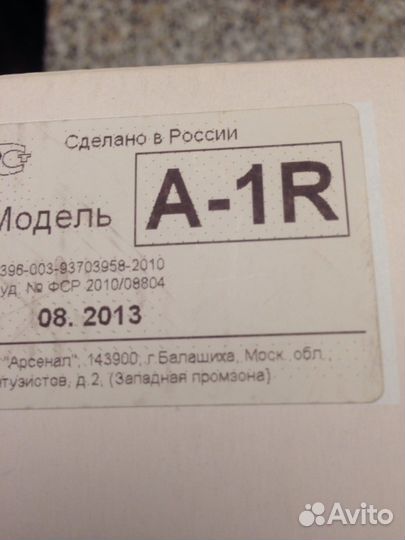 Сделано в России
Модель A-1R
396-003-93703958-2010
уд. № ФСР 2010/08804
08. 2013
"Арсенал", 143900, г.Балашиха, Моск. обл.,
нтузистов, д.2, (Западная промзона)
Avito